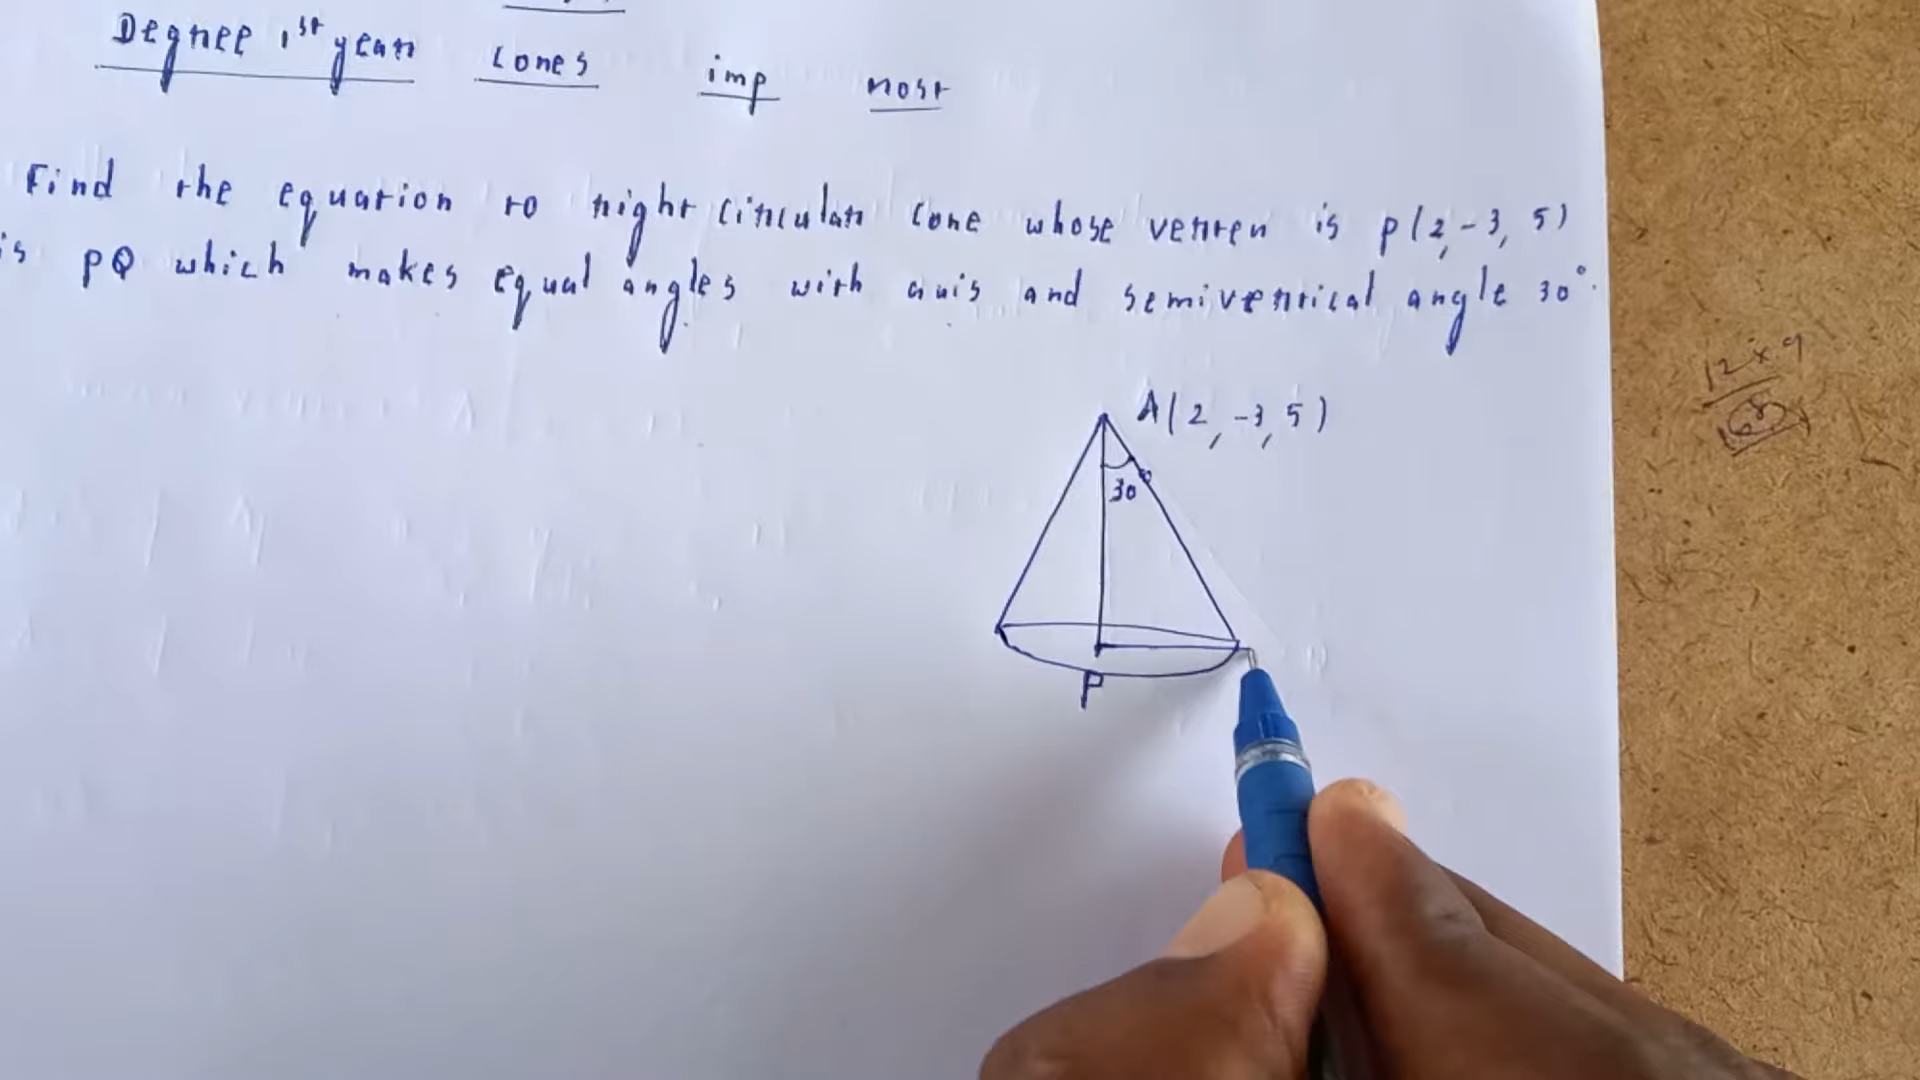 Degree 1st year Cones imp most
Find the equation to right circular cone whose vertex is P(2, -3, 5)
is PQ which makes equal angles with axis and semivertical angle 30°.
12 x 9
A(2, -3, 5)
30°
P